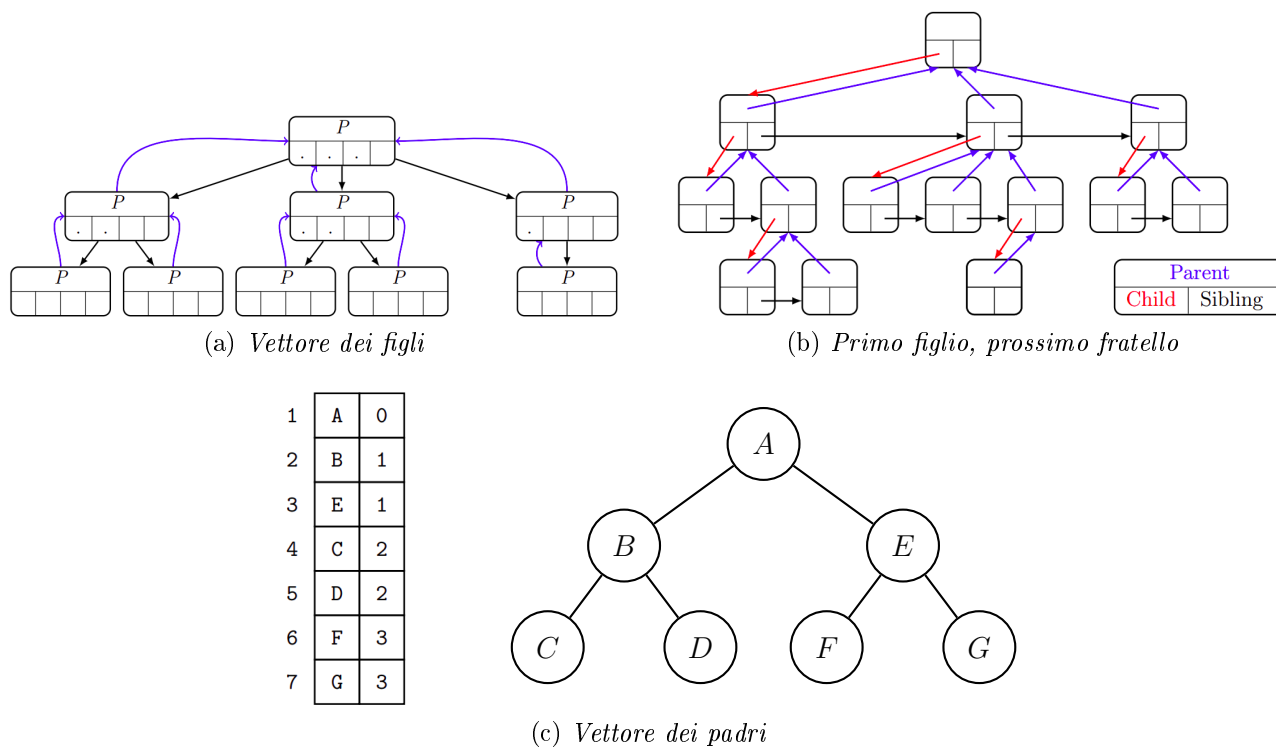 P
. . .
P P P
. . . . .
P P P P P
(a) Vettore dei figli
Parent
Child Sibling
(b) Primo figlio, prossimo fratello
1 A 0
2 B 1
3 E 1
4 C 2
5 D 2
6 F 3
7 G 3
A
B E
C D F G
(c) Vettore dei padri